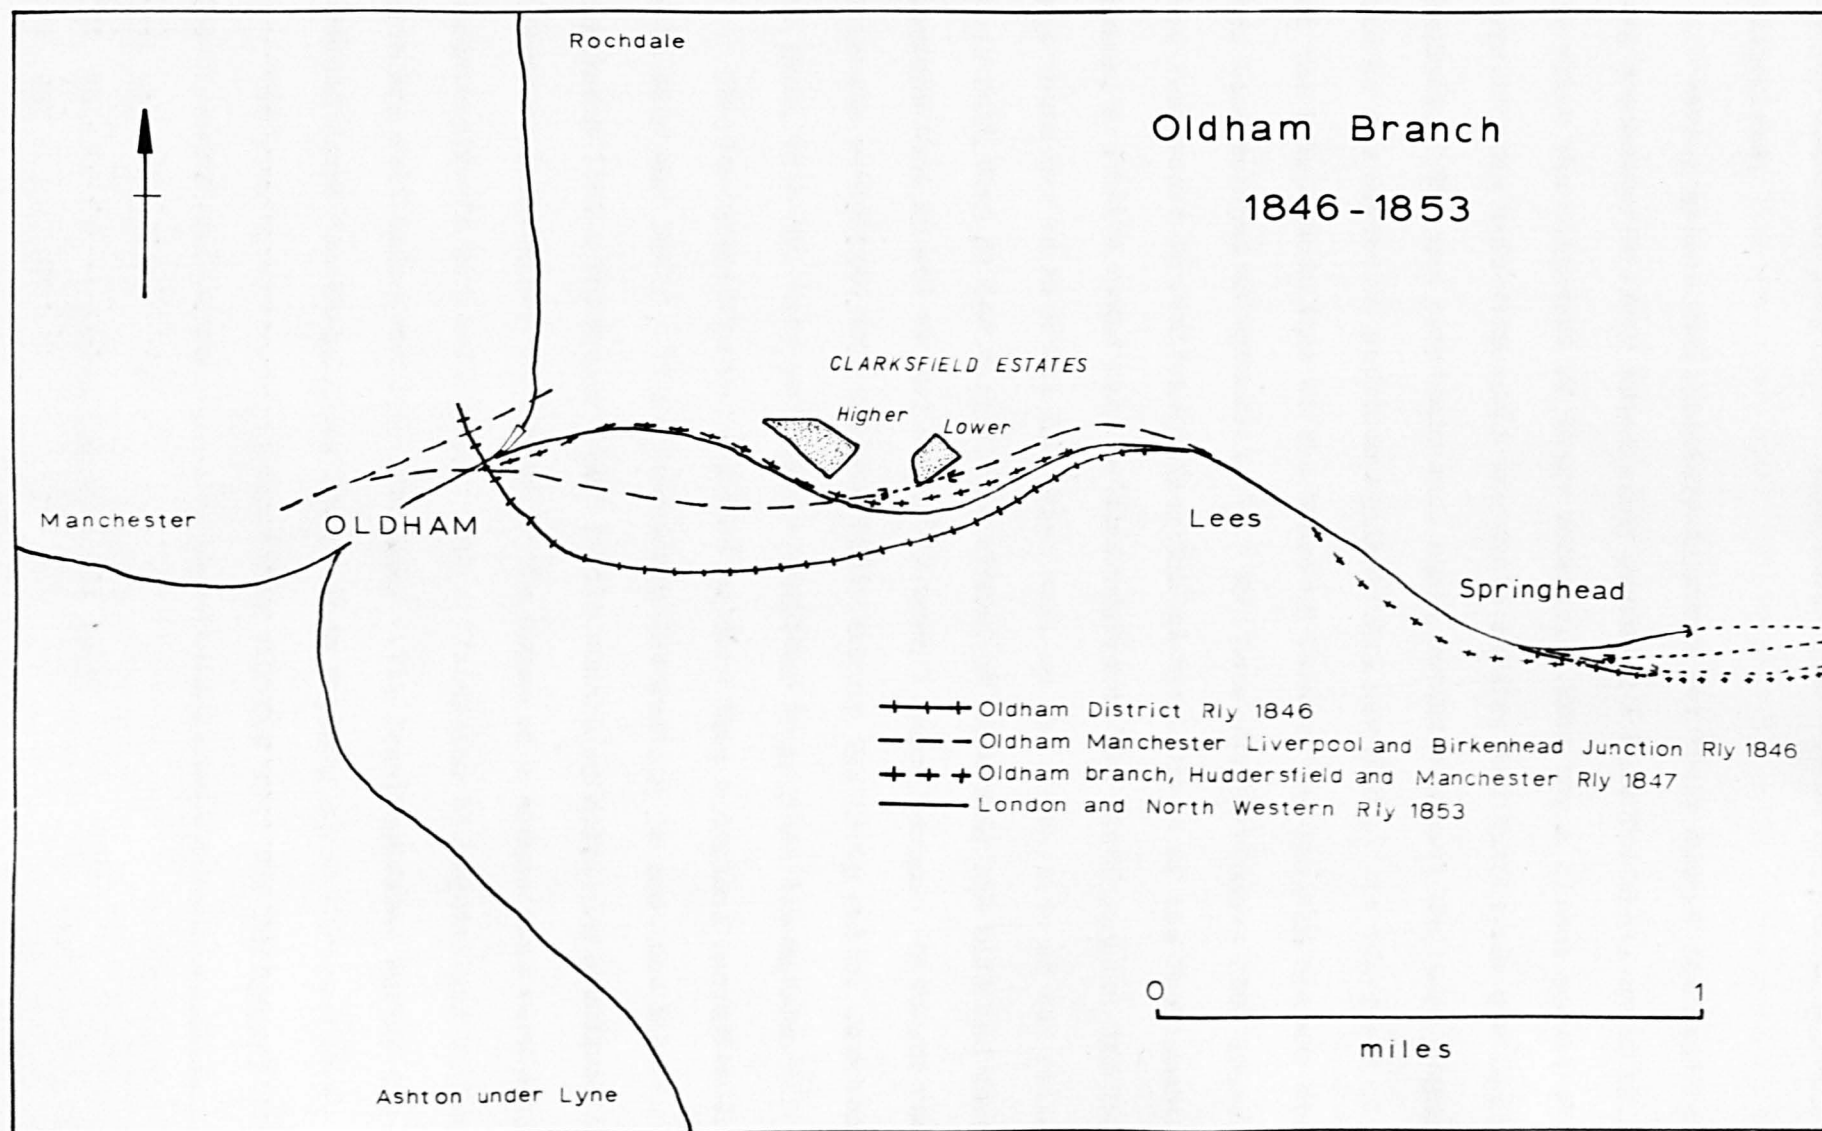 Rochdale
Oldham Branch
1846-1853
CLARKSFIELD ESTATES
Higher
Lower
Manchester
OLDHAM
Lees
Springhead
Oldham District Rly 1846
Oldham Manchester Liverpool and Birkenhead Junction Rly 1846
Oldham branch, Huddersfield and Manchester Rly 1847
London and North Western Rly 1853
0 1
miles
Ashton under Lyne